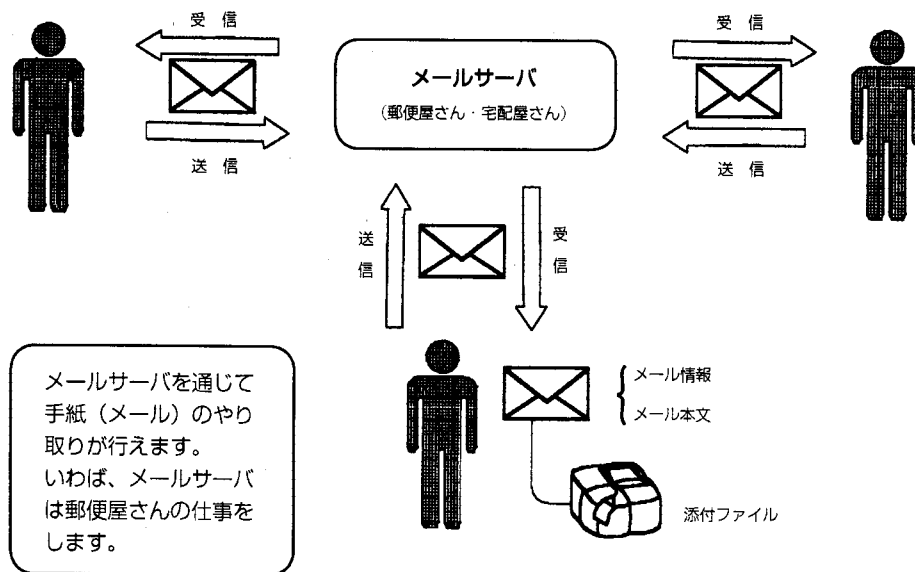 受 信
受 信
メールサーバ
(郵便屋さん・宅配屋さん)
送 信
送 信
送信
受信
メールサーバを通じて
手紙（メール）のやり
取りが行えます。
いわば、メールサーバ
は郵便屋さんの仕事を
します。
メール情報
メール本文
添付ファイル